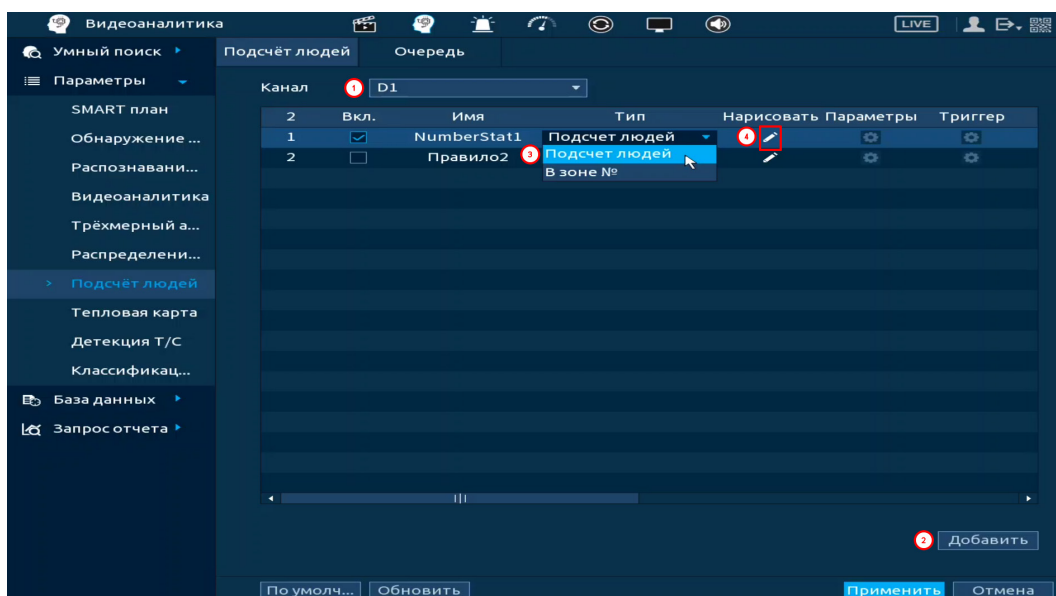 Видеоаналитика LIVE
Умный поиск
Подсчёт людей Очередь
Параметры
Канал 1 D1
SMART план
2 Вкл. Имя Тип Нарисовать Параметры Триггер
Обнаружение ...
1 NumberStat1 Подсчет людей 4
2 Правило2 3 Подсчет людей
Распознавани...
В зоне №
Видеоаналитика
Трёхмерный а...
Распределени...
> Подсчёт людей
Тепловая карта
Детекция Т/С
Классификац...
База данных
Запрос отчета
2 Добавить
По умолч... Обновить Применить Отмена